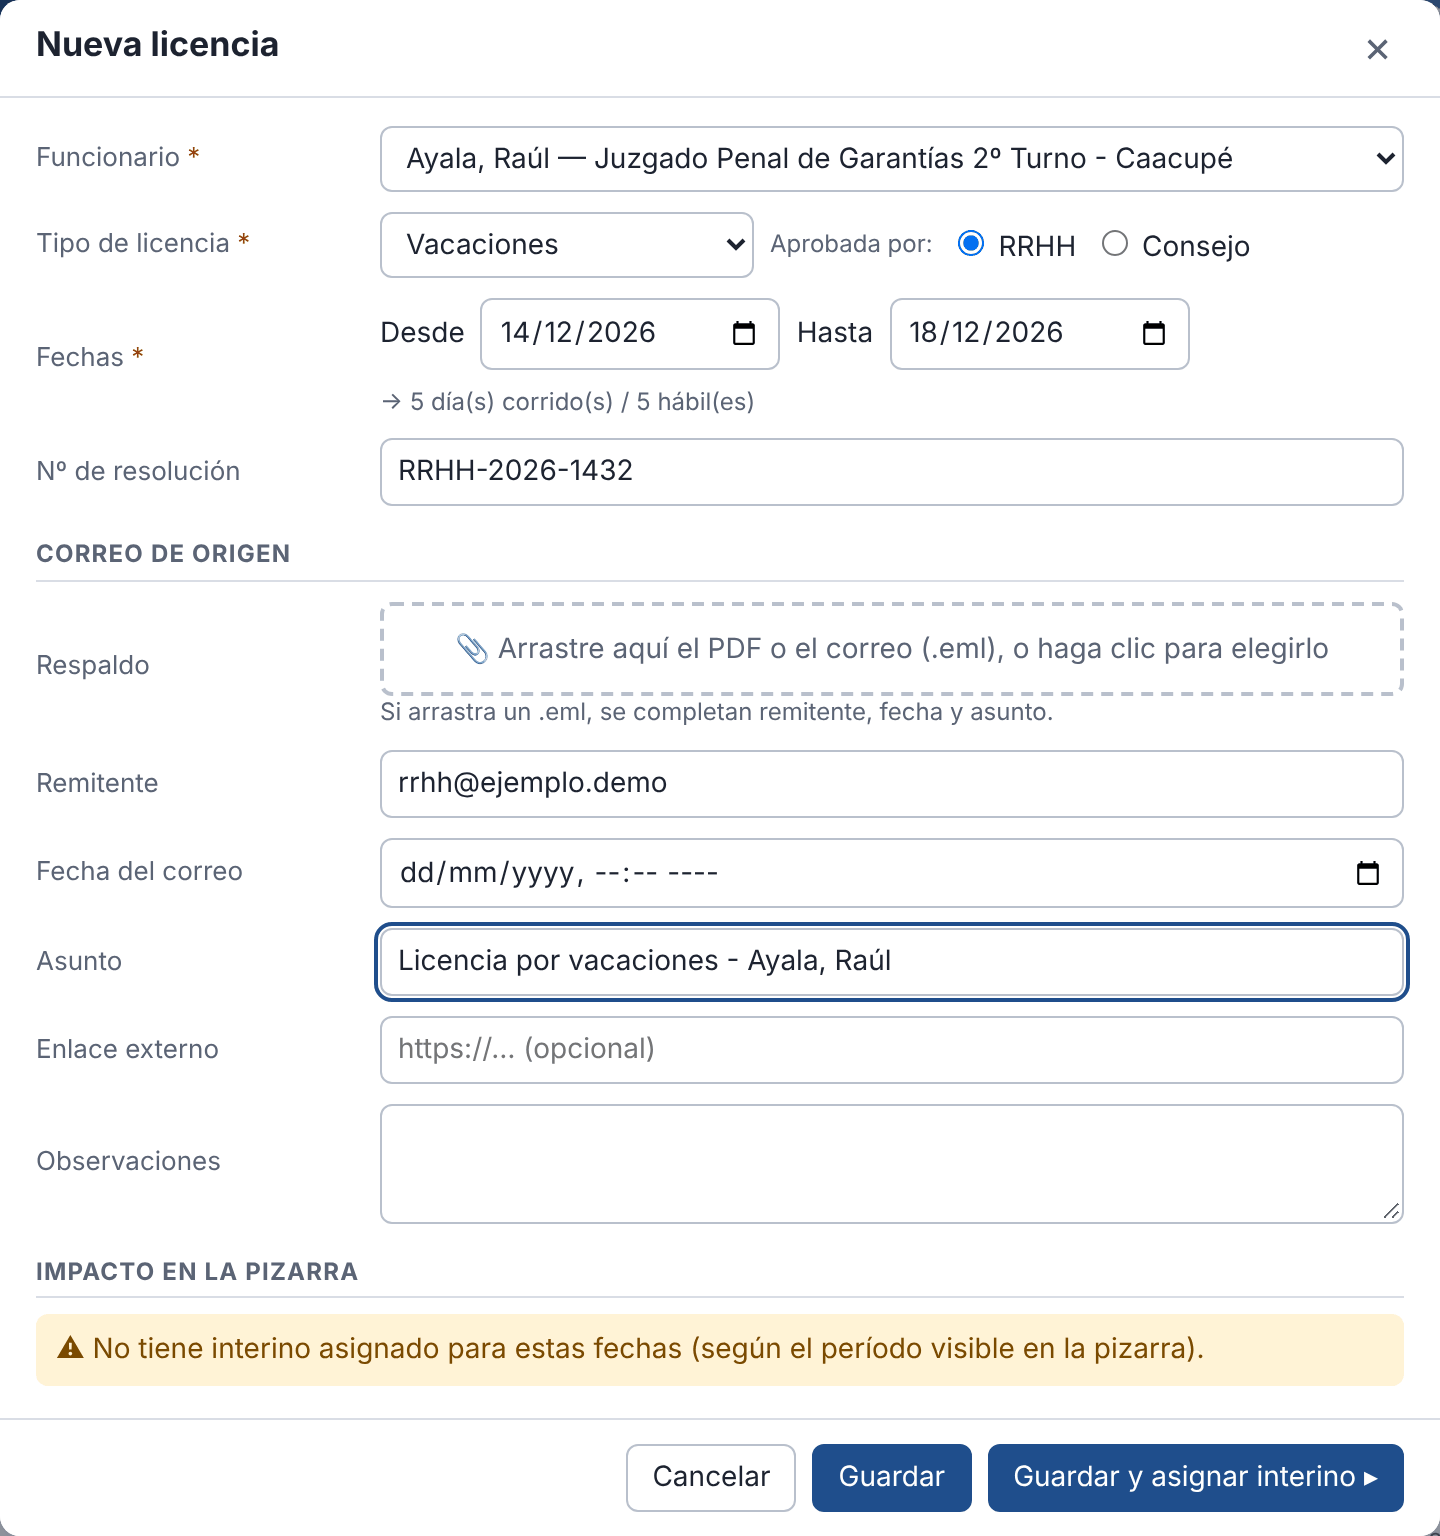 Nueva licencia ✕
Funcionario * Ayala, Raúl — Juzgado Penal de Garantías 2º Turno - Caacupé
Tipo de licencia * Vacaciones Aprobada por: RRHH Consejo
Fechas * Desde 14/12/2026 Hasta 18/12/2026
→ 5 día(s) corrido(s) / 5 hábil(es)
Nº de resolución RRHH-2026-1432
CORREO DE ORIGEN
Respaldo 📎 Arrastre aquí el PDF o el correo (.eml), o haga clic para elegirlo
Si arrastra un .eml, se completan remitente, fecha y asunto.
Remitente rrhh@ejemplo.demo
Fecha del correo dd/mm/yyyy, --:-- ----
Asunto Licencia por vacaciones - Ayala, Raúl
Enlace externo https://... (opcional)
Observaciones
IMPACTO EN LA PIZARRA
⚠ No tiene interino asignado para estas fechas (según el período visible en la pizarra).
Cancelar Guardar Guardar y asignar interino ▸